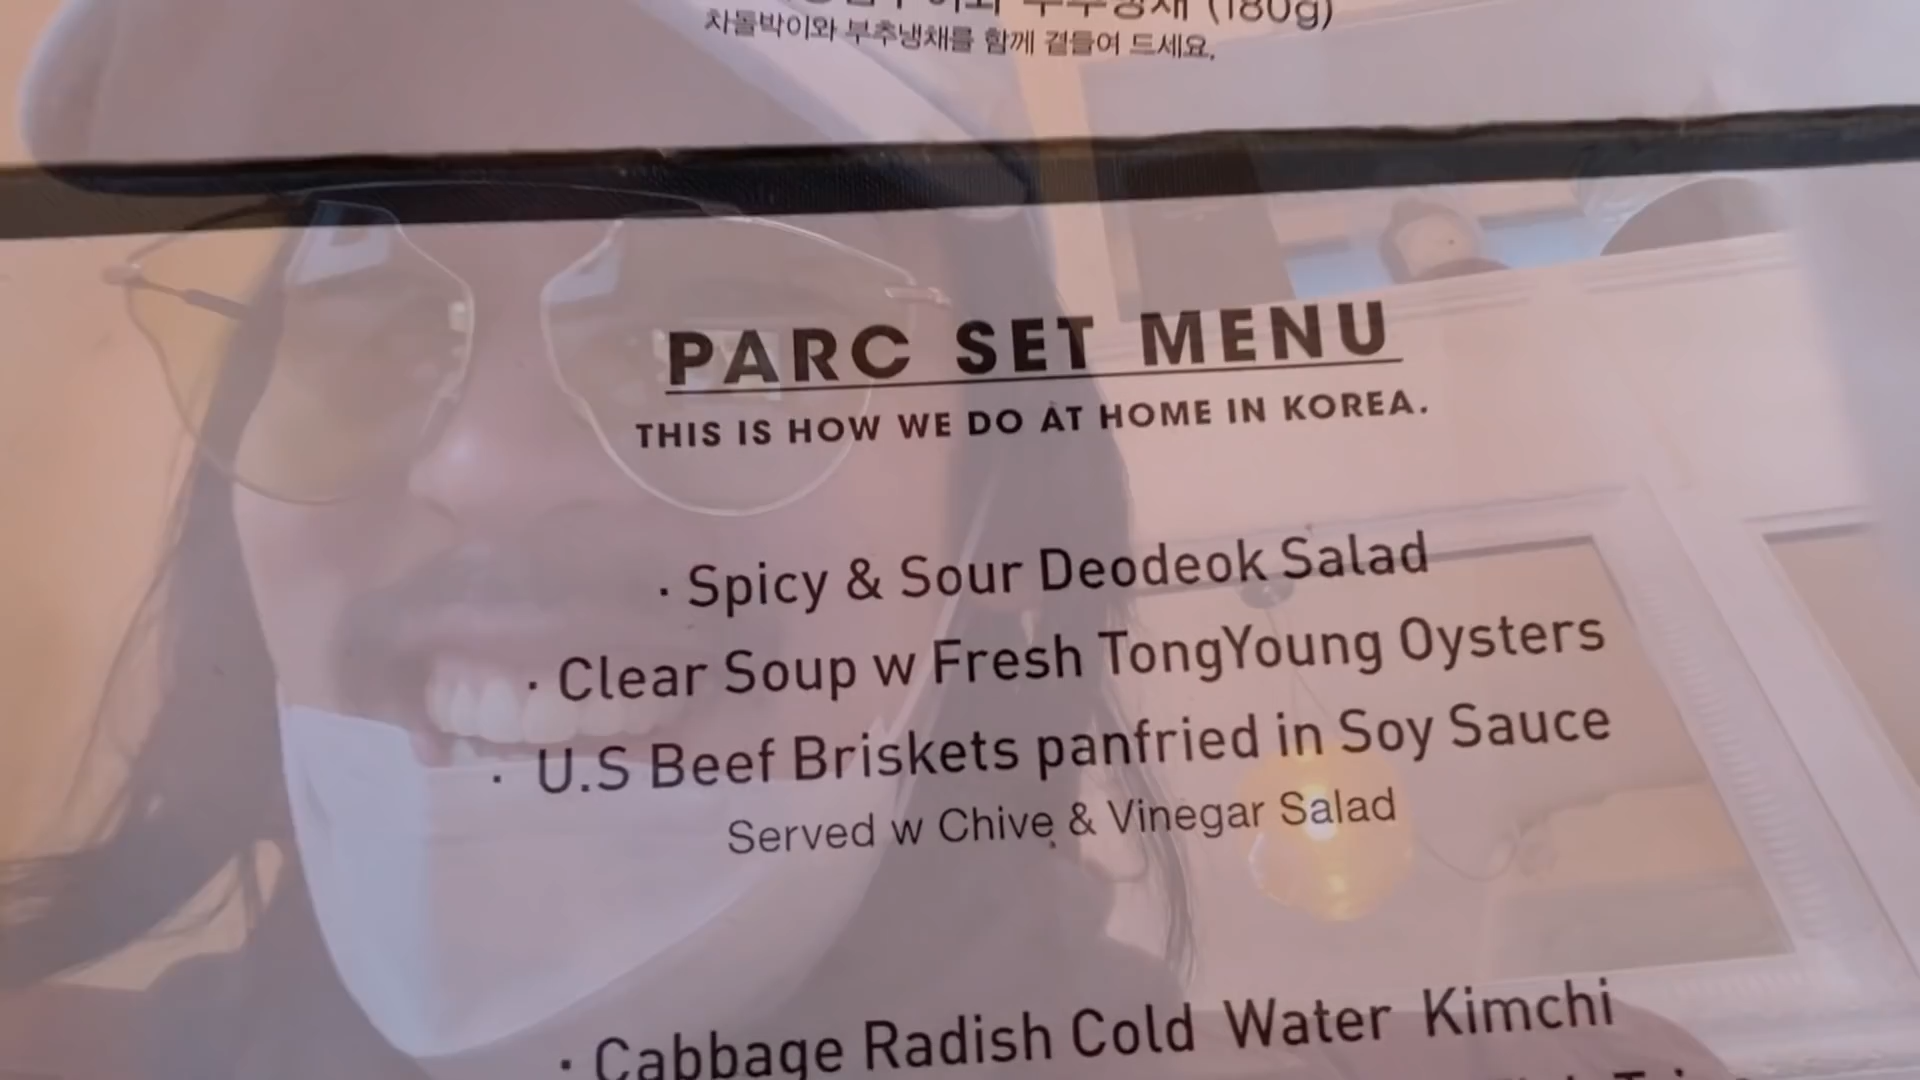 (180g)
차돌박이와 부추냉채를 함께 곁들여 드세요.
PARC SET MENU
THIS IS HOW WE DO AT HOME IN KOREA.
· Spicy & Sour Deodeok Salad
· Clear Soup w Fresh TongYoung Oysters
· U.S Beef Briskets panfried in Soy Sauce
Served w Chive & Vinegar Salad
· Cabbage Radish Cold Water Kimchi